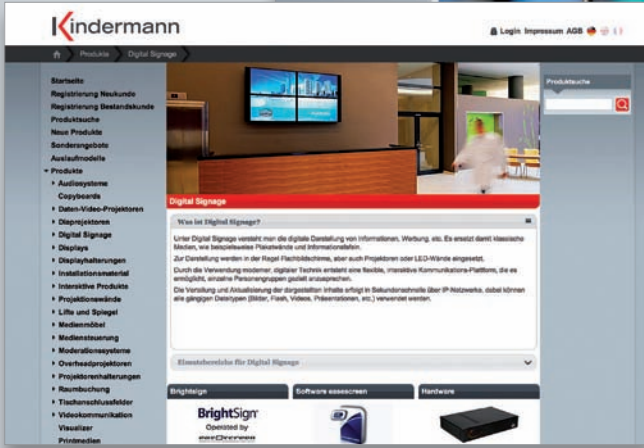 Kindermann
Login Impressum AGB
Produkte Digital Signage
Startseite
Registrierung Neukunde
Registrierung Bestandskunde
Produktsuche
Neue Produkte
Sonderangebote
Auslaufmodelle
Produkte
Audiosysteme
Copyboards
Daten-Video-Projektoren
Diaprojektoren
Digital Signage
Displays
Displayhalterungen
Installationsmaterial
Interaktive Produkte
Projektionswände
Lifte und Spiegel
Medienmöbel
Mediensteuerung
Moderationssysteme
Overheadprojektoren
Projektorenhalterungen
Raumbuchung
Tischanschlussfelder
Videokommunikation
Visualizer
Printmedien
Digital Signage
Was ist Digital Signage?
Unter Digital Signage versteht man die digitale Darstellung von Informationen, Werbung, etc. Es ersetzt damit klassische
Medien, wie beispielsweise Plakatwände und Informationstafeln.
Zur Darstellung werden in der Regel Flachbildschirme, aber auch Projektoren oder LED-Wände eingesetzt.
Durch die Verwendung moderner, digitaler Technik entsteht eine flexible, interaktive Kommunikations-Plattform, die es
ermöglicht, einzelne Personengruppen gezielt anzusprechen.
Die Verteilung und Aktualisierung der dargestellten Inhalte erfolgt in Sekundenschnelle über IP-Netzwerke, dabei können
alle gängigen Dateitypen (Bilder, Flash, Videos, Präsentationen, etc.) verwendet werden.
Einsatzbereiche für Digital Signage
Brightsign
Software easescreen
Hardware
BrightSign
Operated by
easescreen
Produktsuche